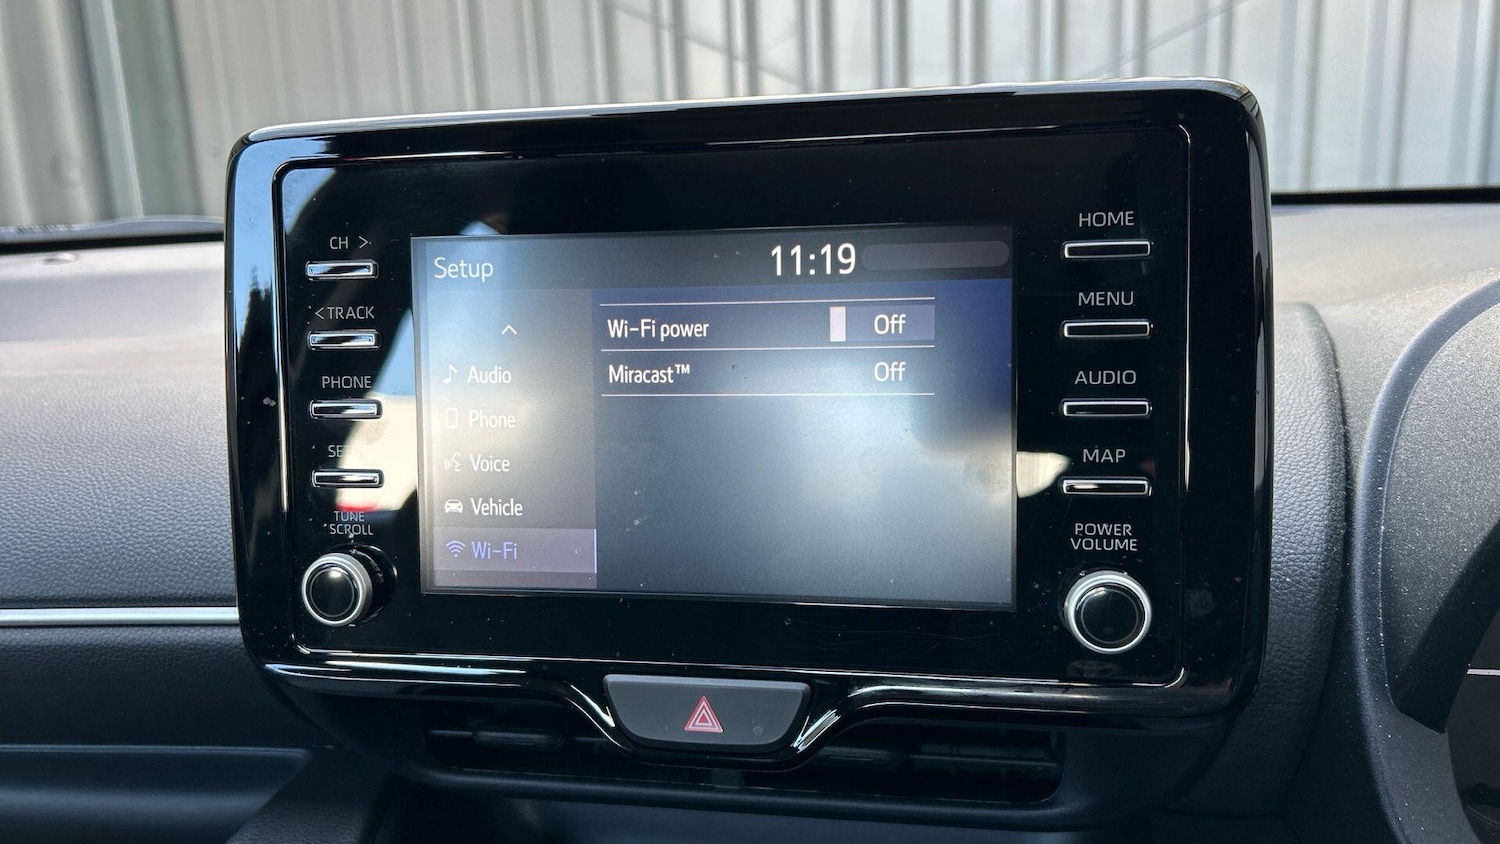 CH >
< TRACK
PHONE
TUNE
SCROLL
Setup
11:19
Audio
Phone
Voice
Vehicle
Wi-Fi
Wi-Fi power
Off
Miracast™
Off
HOME
MENU
AUDIO
MAP
POWER
VOLUME